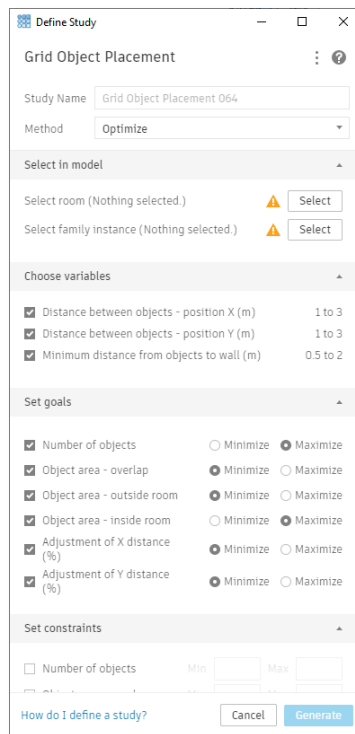 Define Study
Grid Object Placement
Study Name Grid Object Placement 064
Method Optimize
Select in model
Select room (Nothing selected.) Select
Select family instance (Nothing selected.) Select
Choose variables
Distance between objects - position X (m) 1 to 3
Distance between objects - position Y (m) 1 to 3
Minimum distance from objects to wall (m) 0.5 to 2
Set goals
Number of objects Minimize Maximize
Object area - overlap Minimize Maximize
Object area - outside room Minimize Maximize
Object area - inside room Minimize Maximize
Adjustment of X distance
(%) Minimize Maximize
Adjustment of Y distance
(%) Minimize Maximize
Set constraints
Number of objects Min Max
How do I define a study? Cancel Generate